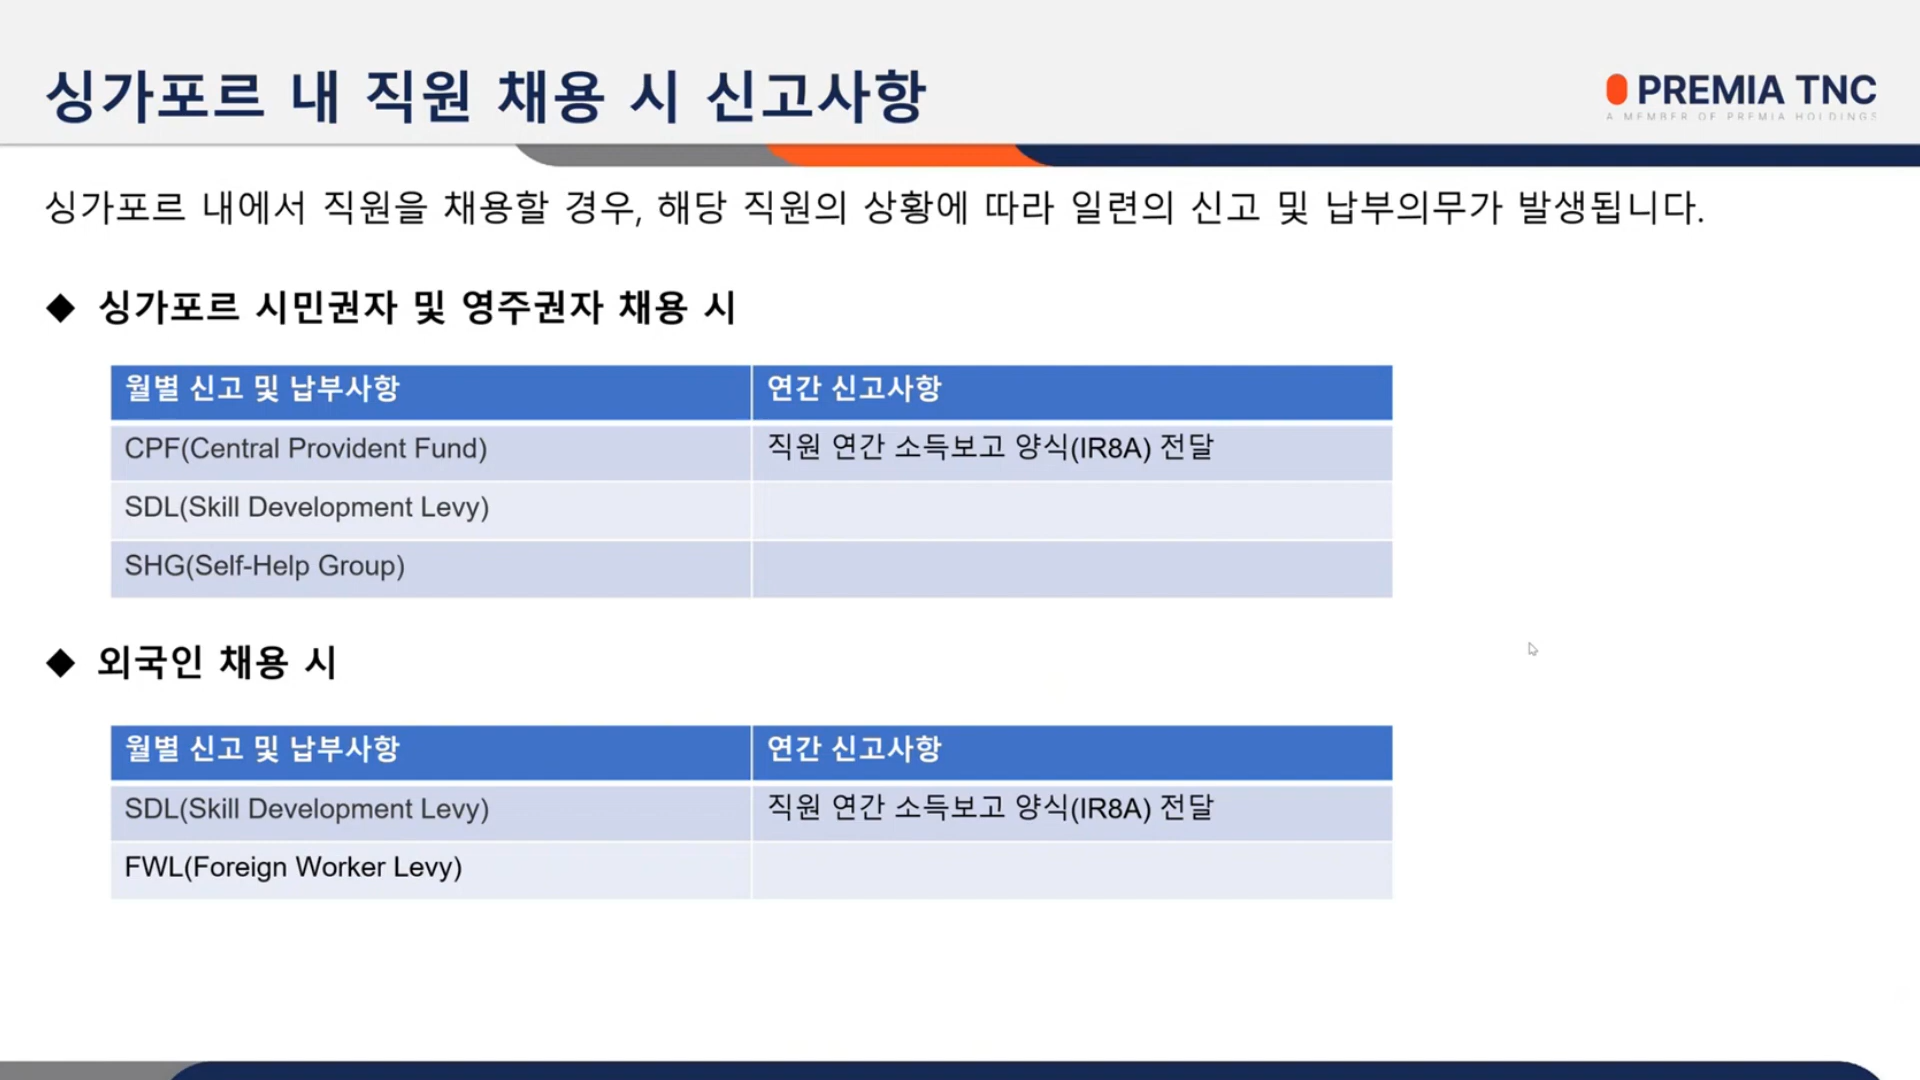 싱가포르 내 직원 채용 시 신고사항
PREMIA TNC
A MEMBER OF PREMIA HOLDINGS
싱가포르 내에서 직원을 채용할 경우, 해당 직원의 상황에 따라 일련의 신고 및 납부의무가 발생됩니다.
◆ 싱가포르 시민권자 및 영주권자 채용 시
월별 신고 및 납부사항 연간 신고사항
CPF(Central Provident Fund) 직원 연간 소득보고 양식(IR8A) 전달
SDL(Skill Development Levy)
SHG(Self-Help Group)
◆ 외국인 채용 시
월별 신고 및 납부사항 연간 신고사항
SDL(Skill Development Levy) 직원 연간 소득보고 양식(IR8A) 전달
FWL(Foreign Worker Levy)